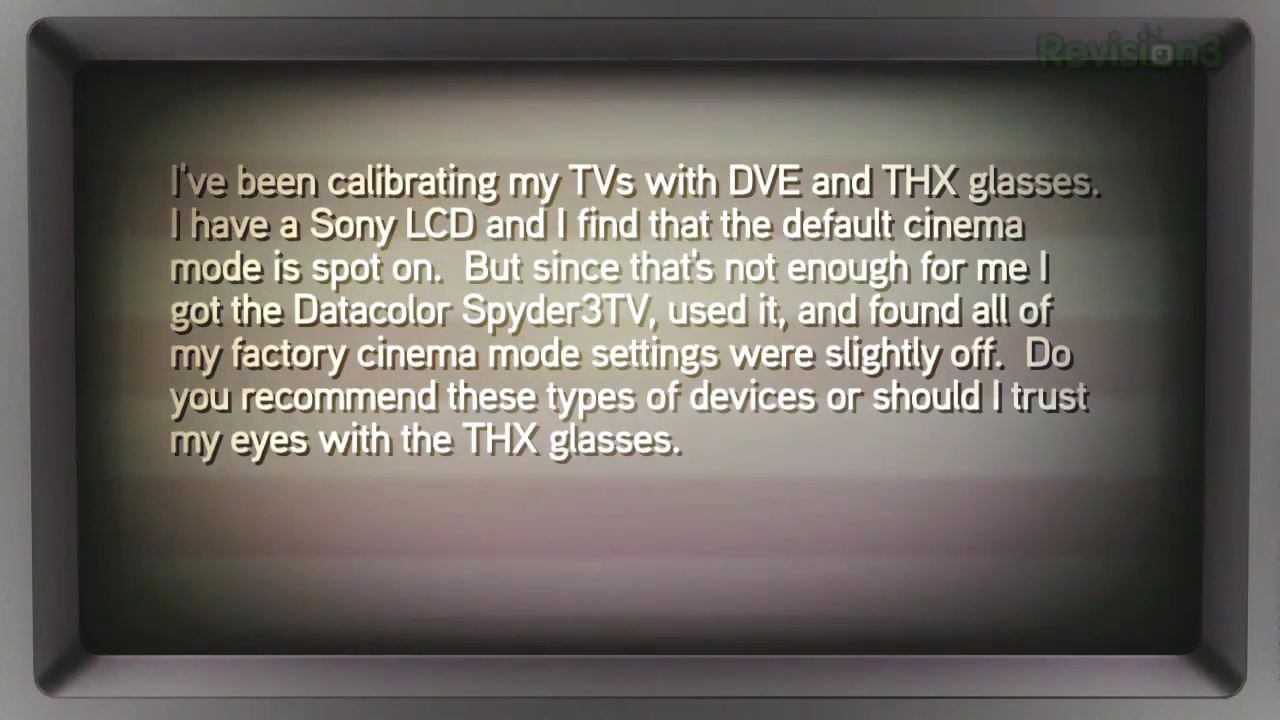 Revision3
I've been calibrating my TVs with DVE and THX glasses.
I have a Sony LCD and I find that the default cinema
mode is spot on.  But since that's not enough for me I
got the Datacolor Spyder3TV, used it, and found all of
my factory cinema mode settings were slightly off.  Do
you recommend these types of devices or should I trust
my eyes with the THX glasses.